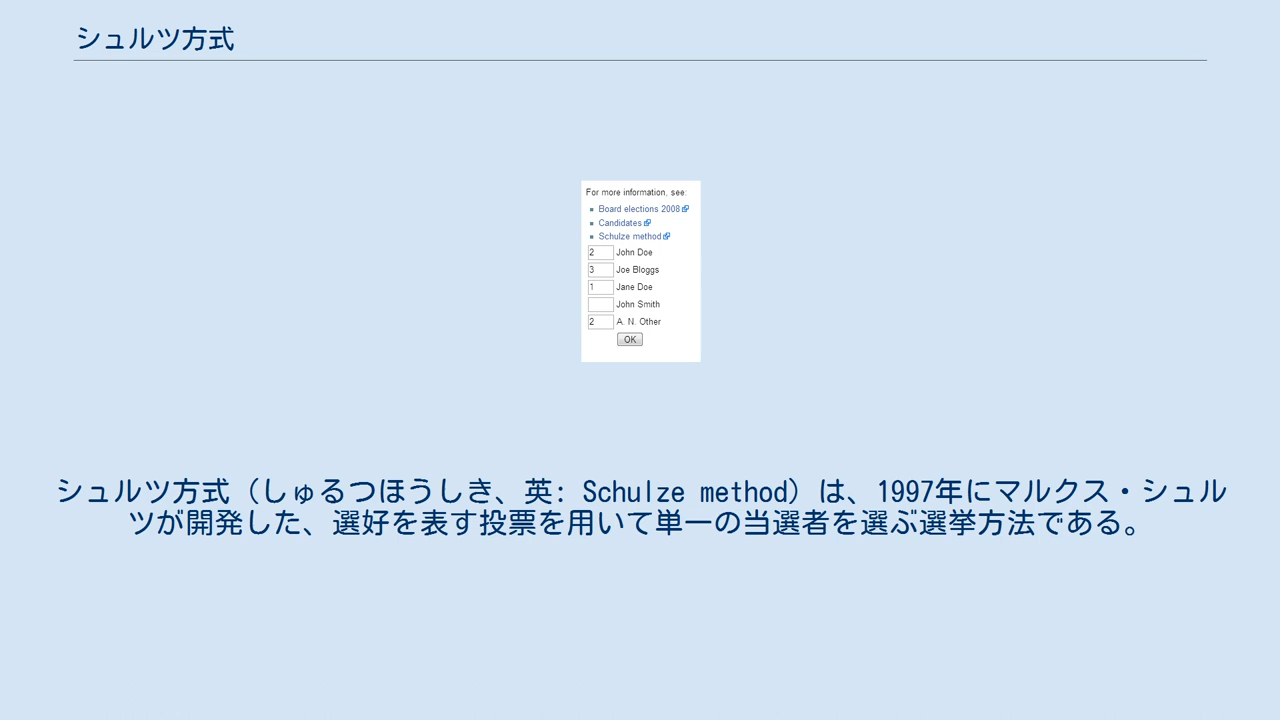 シュルツ方式
For more information, see:
Board elections 2008
Candidates
Schulze method
2 John Doe
3 Joe Bloggs
1 Jane Doe
John Smith
2 A. N. Other
OK
シュルツ方式（しゅるつほうしき、英: Schulze method）は、1997年にマルクス・シュル
ツが開発した、選好を表す投票を用いて単一の当選者を選ぶ選挙方法である。